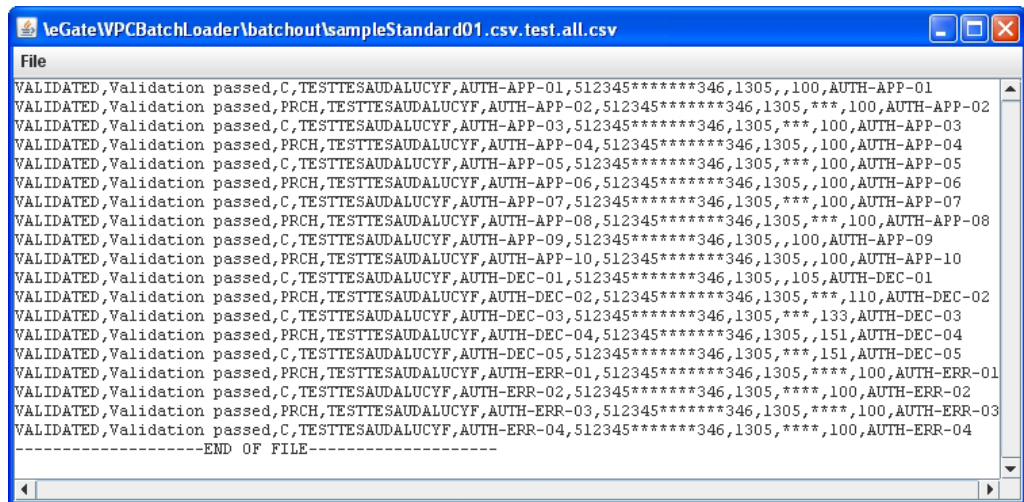 \eGate\VPCBatchLoader\batchout\sampleStandard01.csv.test.all.csv
File
VALIDATED,Validation passed,C,TESTTESAUDALUCYF,AUTH-APP-01,512345*******346,1305,,100,AUTH-APP-01
VALIDATED,Validation passed,PRCH,TESTTESAUDALUCYF,AUTH-APP-02,512345*******346,1305,***,100,AUTH-APP-02
VALIDATED,Validation passed,C,TESTTESAUDALUCYF,AUTH-APP-03,512345*******346,1305,***,100,AUTH-APP-03
VALIDATED,Validation passed,PRCH,TESTTESAUDALUCYF,AUTH-APP-04,512345*******346,1305,,100,AUTH-APP-04
VALIDATED,Validation passed,C,TESTTESAUDALUCYF,AUTH-APP-05,512345*******346,1305,***,100,AUTH-APP-05
VALIDATED,Validation passed,PRCH,TESTTESAUDALUCYF,AUTH-APP-06,512345*******346,1305,,100,AUTH-APP-06
VALIDATED,Validation passed,C,TESTTESAUDALUCYF,AUTH-APP-07,512345*******346,1305,***,100,AUTH-APP-07
VALIDATED,Validation passed,PRCH,TESTTESAUDALUCYF,AUTH-APP-08,512345*******346,1305,***,100,AUTH-APP-08
VALIDATED,Validation passed,C,TESTTESAUDALUCYF,AUTH-APP-09,512345*******346,1305,,100,AUTH-APP-09
VALIDATED,Validation passed,PRCH,TESTTESAUDALUCYF,AUTH-APP-10,512345*******346,1305,,100,AUTH-APP-10
VALIDATED,Validation passed,C,TESTTESAUDALUCYF,AUTH-DEC-01,512345*******346,1305,,105,AUTH-DEC-01
VALIDATED,Validation passed,PRCH,TESTTESAUDALUCYF,AUTH-DEC-02,512345*******346,1305,***,110,AUTH-DEC-02
VALIDATED,Validation passed,C,TESTTESAUDALUCYF,AUTH-DEC-03,512345*******346,1305,***,133,AUTH-DEC-03
VALIDATED,Validation passed,PRCH,TESTTESAUDALUCYF,AUTH-DEC-04,512345*******346,1305,,151,AUTH-DEC-04
VALIDATED,Validation passed,C,TESTTESAUDALUCYF,AUTH-DEC-05,512345*******346,1305,***,151,AUTH-DEC-05
VALIDATED,Validation passed,PRCH,TESTTESAUDALUCYF,AUTH-ERR-01,512345*******346,1305,****,100,AUTH-ERR-01
VALIDATED,Validation passed,C,TESTTESAUDALUCYF,AUTH-ERR-02,512345*******346,1305,****,100,AUTH-ERR-02
VALIDATED,Validation passed,PRCH,TESTTESAUDALUCYF,AUTH-ERR-03,512345*******346,1305,****,100,AUTH-ERR-03
VALIDATED,Validation passed,C,TESTTESAUDALUCYF,AUTH-ERR-04,512345*******346,1305,****,100,AUTH-ERR-04
--------------------END OF FILE--------------------